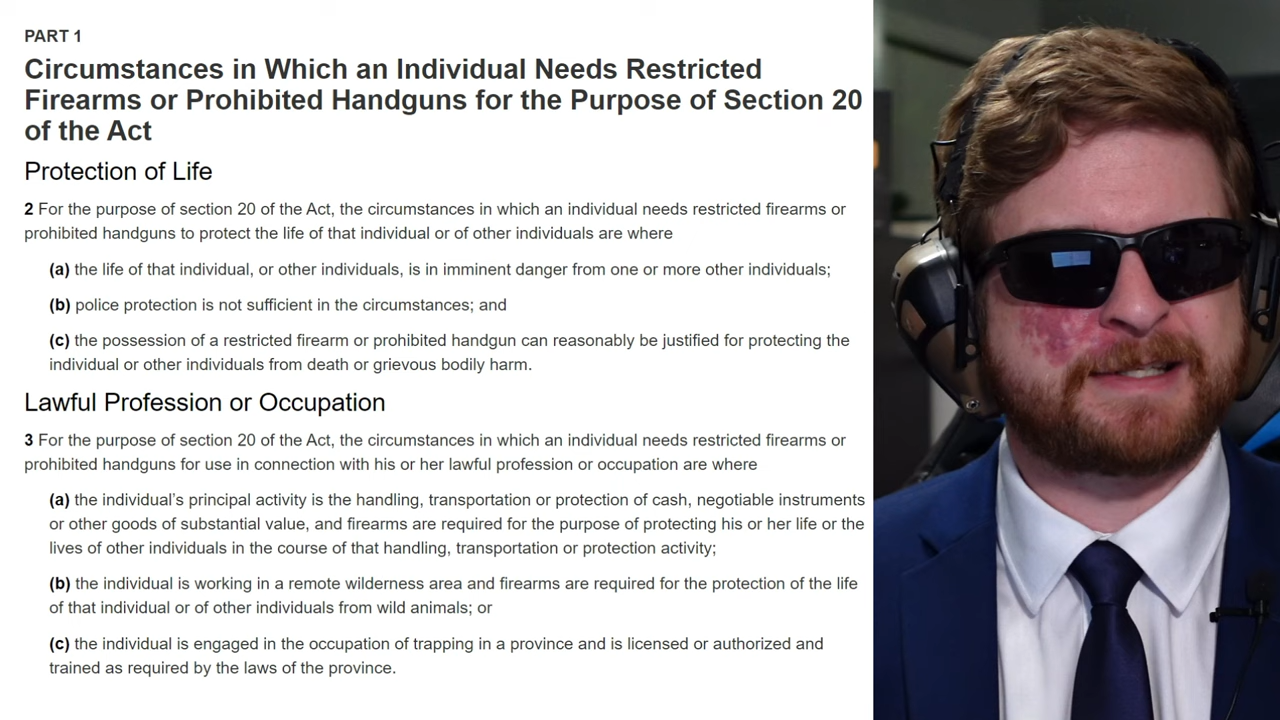 PART 1
Circumstances in Which an Individual Needs Restricted
Firearms or Prohibited Handguns for the Purpose of Section 20
of the Act
Protection of Life
2 For the purpose of section 20 of the Act, the circumstances in which an individual needs restricted firearms or
prohibited handguns to protect the life of that individual or of other individuals are where
(a) the life of that individual, or other individuals, is in imminent danger from one or more other individuals;
(b) police protection is not sufficient in the circumstances; and
(c) the possession of a restricted firearm or prohibited handgun can reasonably be justified for protecting the
individual or other individuals from death or grievous bodily harm.
Lawful Profession or Occupation
3 For the purpose of section 20 of the Act, the circumstances in which an individual needs restricted firearms or
prohibited handguns for use in connection with his or her lawful profession or occupation are where
(a) the individual’s principal activity is the handling, transportation or protection of cash, negotiable instruments
or other goods of substantial value, and firearms are required for the purpose of protecting his or her life or the
lives of other individuals in the course of that handling, transportation or protection activity;
(b) the individual is working in a remote wilderness area and firearms are required for the protection of the life
of that individual or of other individuals from wild animals; or
(c) the individual is engaged in the occupation of trapping in a province and is licensed or authorized and
trained as required by the laws of the province.